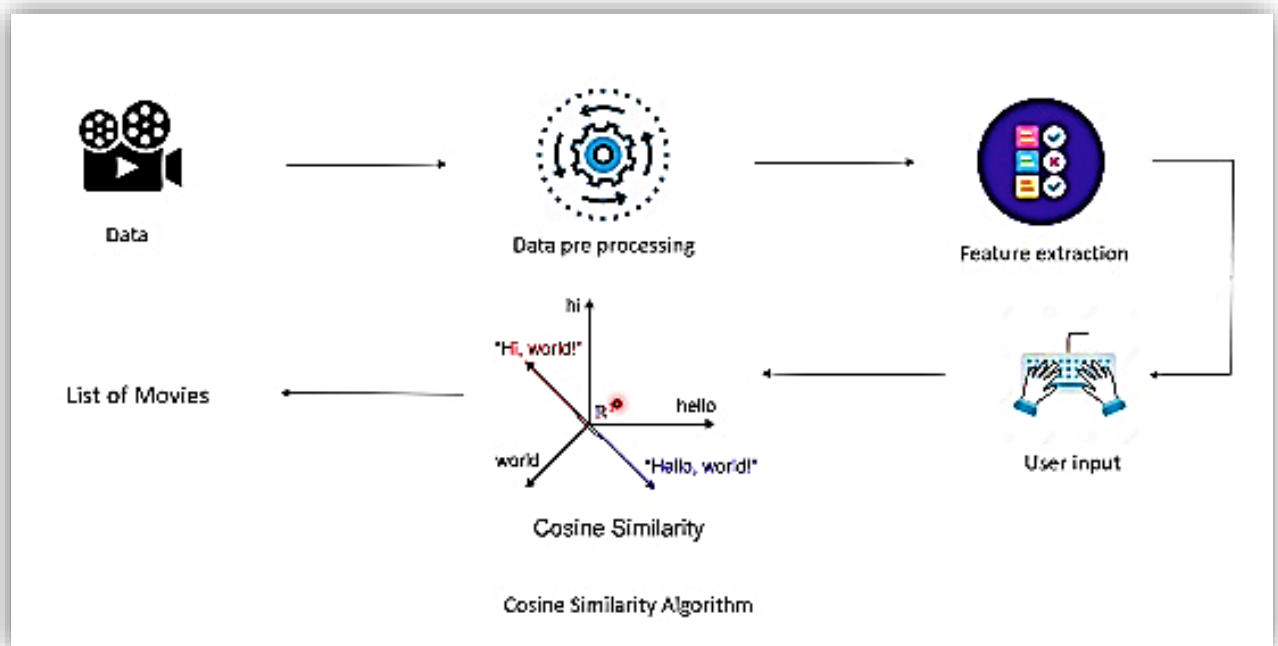 Data
Data pre processing
Feature extraction
hi
"Hi, world!"
List of Movies
hello
world
"Hello, world!"
User input
Cosine Similarity
Cosine Similarity Algorithm